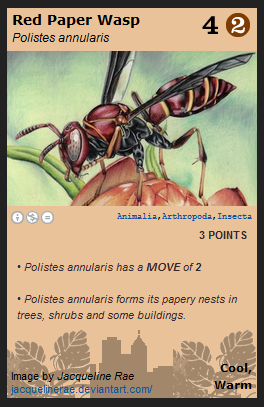 Red Paper Wasp
Polistes annularis
4 2
Animalia,Arthropoda,Insecta
3 POINTS
• Polistes annularis has a MOVE of 2
• Polistes annularis forms its papery nests in
trees, shrubs and some buildings.
Cool,
Warm
Image by Jacqueline Rae
jacquelinerae.deviantart.com/